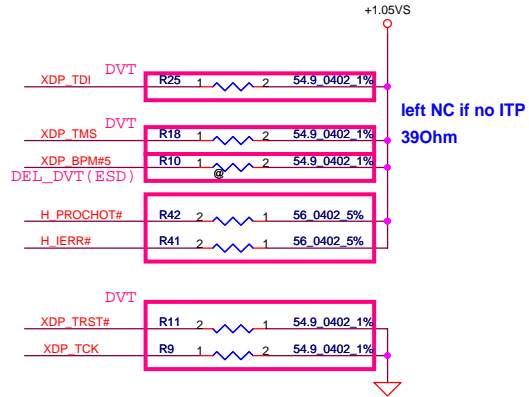 +1.05VS
DVT
XDP_TDI R25 1 2 54.9_0402_1%
left NC if no ITP
DVT
39Ohm
XDP_TMS R18 1 2 54.9_0402_1%
XDP_BPM#5 R10 1 2 54.9_0402_1%
@
DEL_DVT(ESD)
H_PROCHOT# R42 2 1 56_0402_5%
H_IERR# R41 2 1 56_0402_5%
DVT
XDP_TRST# R11 2 1 54.9_0402_1%
XDP_TCK R9 1 2 54.9_0402_1%